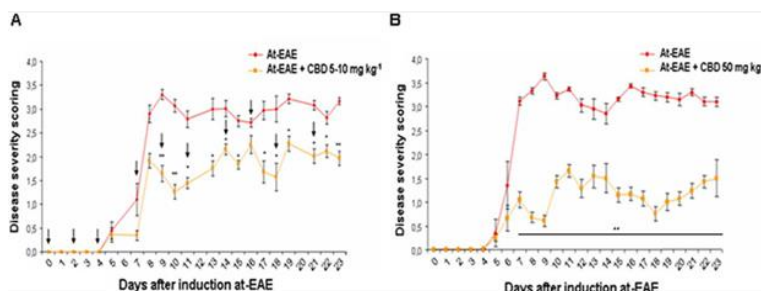 A
At-EAE
At-EAE + CBD 5-10 mg kg⁻¹
Disease severity scoring
4,0
3,5
3,0
2,5
2,0
1,5
1,0
0,5
0,0
0 1 2 3 4 5 7 8 9 10 11 13 14 15 16 17 18 19 21 22 23
Days after induction at-EAE
** ** * * * * * * * * * **
B
At-EAE
At-EAE + CBD 50 mg kg
Disease severity scoring
4,0
3,5
3,0
2,5
2,0
1,5
1,0
0,5
0,0
**
0 1 2 3 4 5 6 7 8 9 10 11 12 13 14 15 16 17 18 19 20 21 22 23
Days after induction at-EAE